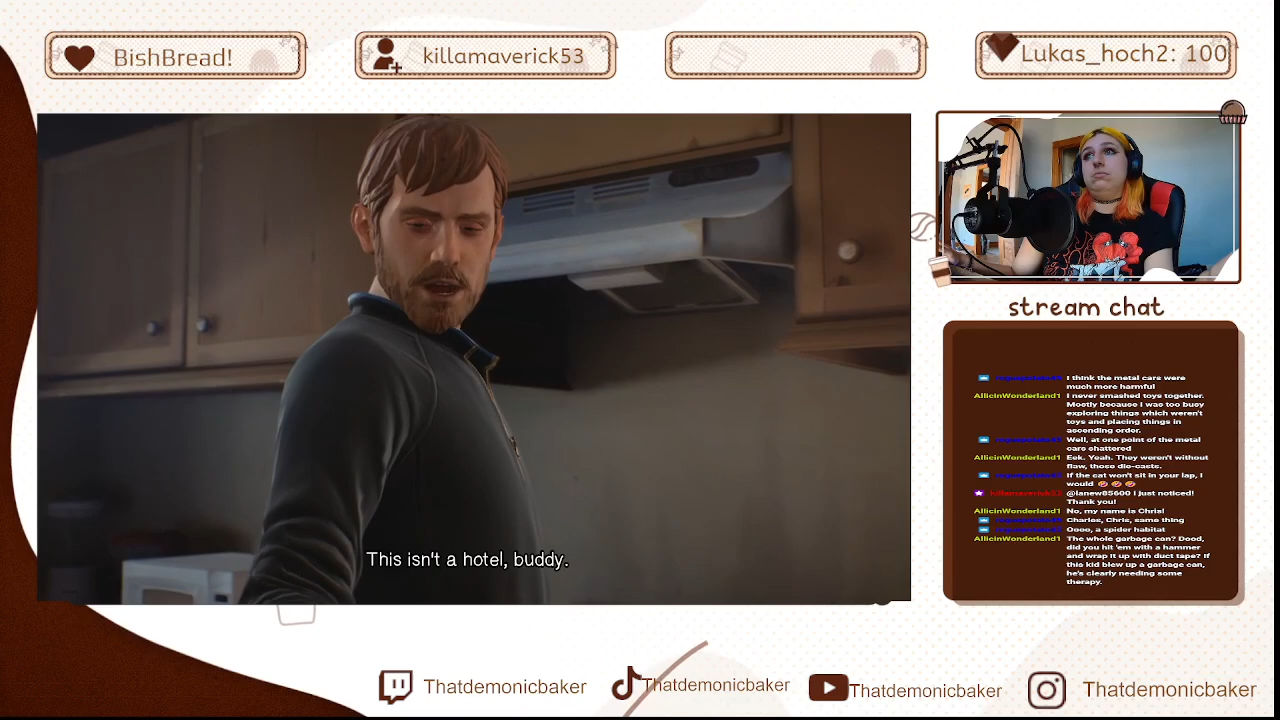 BishBread!
killamaverick53
Lukas_hoch2: 100
stream chat
I think the metal cars were
much more harmful
AllicinWonderland1 I never smashed toys together.
Mostly because I was too busy
exploring things which weren't
toys and placing things in
ascending order.
Well, at one point of the metal
cars shattered
AllicinWonderland1 Eek. Yeah. They weren't without
flaw, those die-casts.
If the cat won't sit in your lap, I
would 🤣 🤣 🤣
killamaverick53 @lanew85600 I just noticed!
Thank you!
AllicinWonderland1 No, my name is Chris!
Charles, Chris, same thing
Oooo, a spider habitat
AllicinWonderland1 The whole garbage can? Dood,
did you hit 'em with a hammer
and wrap it up with duct tape? If
this kid blew up a garbage can,
he's clearly needing some
therapy.
This isn't a hotel, buddy.
Thatdemonicbaker
Thatdemonicbaker
Thatdemonicbaker
Thatdemonicbaker